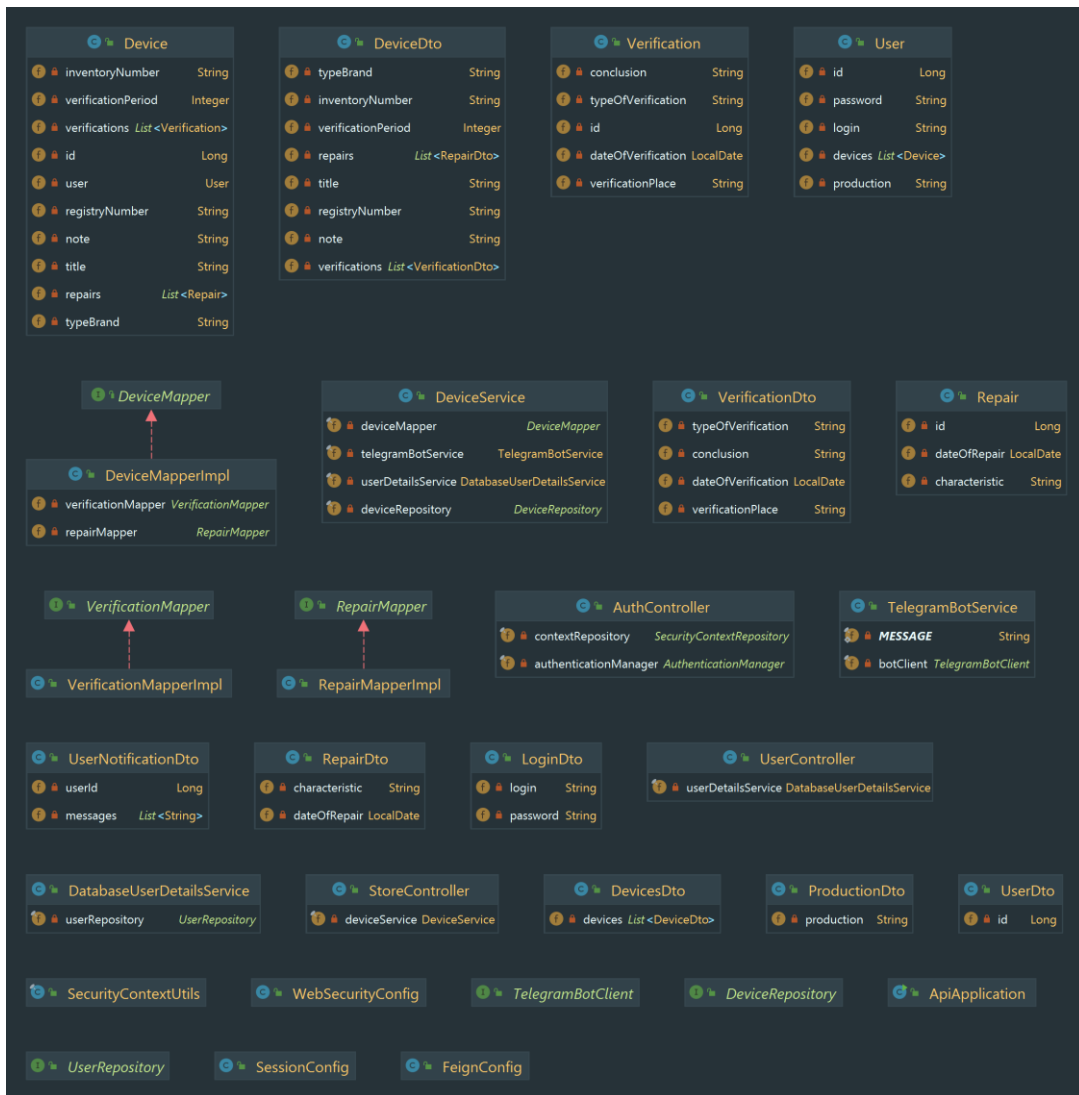 Device
inventoryNumber String
verificationPeriod Integer
verifications List<Verification>
id Long
user User
registryNumber String
note String
title String
repairs List<Repair>
typeBrand String
DeviceDto
typeBrand String
inventoryNumber String
verificationPeriod Integer
repairs List<RepairDto>
title String
registryNumber String
note String
verifications List<VerificationDto>
Verification
conclusion String
typeOfVerification String
id Long
dateOfVerification LocalDate
verificationPlace String
User
id Long
password String
login String
devices List<Device>
production String
DeviceMapper
DeviceMapperImpl
verificationMapper VerificationMapper
repairMapper RepairMapper
DeviceService
deviceMapper DeviceMapper
telegramBotService TelegramBotService
userDetailsService DatabaseUserDetailsService
deviceRepository DeviceRepository
VerificationDto
typeOfVerification String
conclusion String
dateOfVerification LocalDate
verificationPlace String
Repair
id Long
dateOfRepair LocalDate
characteristic String
VerificationMapper
VerificationMapperImpl
RepairMapper
RepairMapperImpl
AuthController
contextRepository SecurityContextRepository
authenticationManager AuthenticationManager
TelegramBotService
MESSAGE String
botClient TelegramBotClient
UserNotificationDto
userId Long
messages List<String>
RepairDto
characteristic String
dateOfRepair LocalDate
LoginDto
login String
password String
UserController
userDetailsService DatabaseUserDetailsService
DatabaseUserDetailsService
userRepository UserRepository
StoreController
deviceService DeviceService
DevicesDto
devices List<DeviceDto>
ProductionDto
production String
UserDto
id Long
SecurityContextUtils
WebSecurityConfig
TelegramBotClient
DeviceRepository
ApiApplication
UserRepository
SessionConfig
FeignConfig